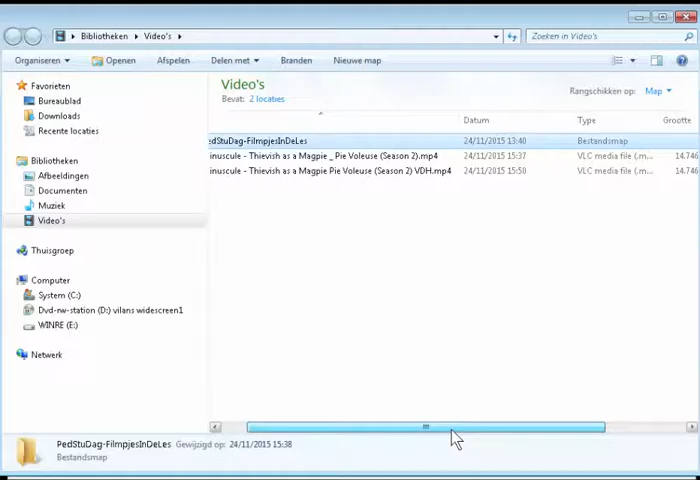 Bibliotheken Video's
Zoeken in Video's
Organiseren Openen Afspelen Delen met Branden Nieuwe map
Favorieten
Bureaublad
Downloads
Recente locaties
Bibliotheken
Afbeeldingen
Documenten
Muziek
Video's
Thuisgroep
Computer
System (C:)
Dvd-rw-station (D:) vilans widescreen1
WINRE (E:)
Netwerk
Video's
Bevat: 2 locaties
Rangschikken op: Map
Datum Type Grootte
edStuDag-FilmpjesInDeLes 24/11/2015 13:40 Bestandsmap
inuscule - Thievish as a Magpie _ Pie Voleuse (Season 2).mp4 24/11/2015 15:37 VLC media file (.m... 14.746
inuscule - Thievish as a Magpie Pie Voleuse (Season 2) VDH.mp4 24/11/2015 15:50 VLC media file (.m... 14.746
PedStuDag-FilmpjesInDeLes Gewijzigd op: 24/11/2015 15:38
Bestandsmap